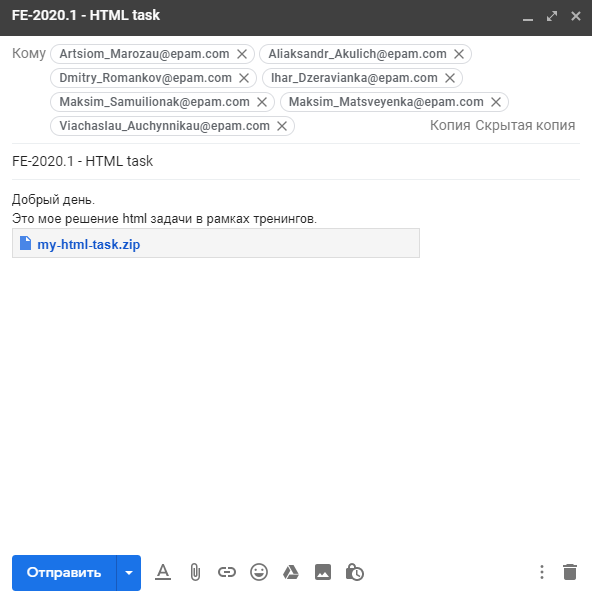 FE-2020.1 - HTML task
Кому Artsiom_Marozau@epam.com Aliaksandr_Akulich@epam.com
Dmitry_Romankov@epam.com Ihar_Dzeravianka@epam.com
Maksim_Samuilionak@epam.com Maksim_Matsveyenka@epam.com
Viachaslau_Auchynnikau@epam.com Копия Скрытая копия
FE-2020.1 - HTML task
Добрый день.
Это мое решение html задачи в рамках тренингов.
my-html-task.zip
Отправить